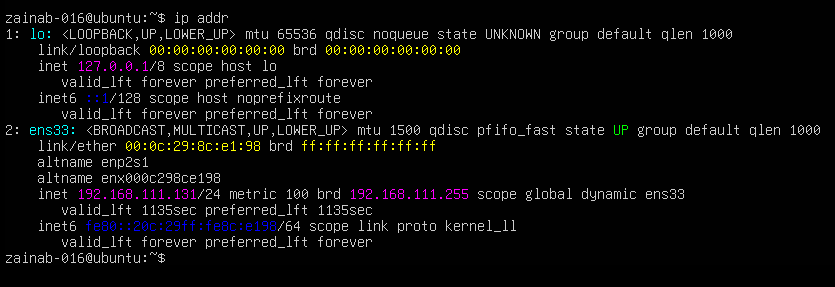 zainab-016@ubuntu:~$ ip addr
1: lo: <LOOPBACK,UP,LOWER_UP> mtu 65536 qdisc noqueue state UNKNOWN group default qlen 1000
    link/loopback 00:00:00:00:00:00 brd 00:00:00:00:00:00
    inet 127.0.0.1/8 scope host lo
       valid_lft forever preferred_lft forever
    inet6 ::1/128 scope host noprefixroute
       valid_lft forever preferred_lft forever
2: ens33: <BROADCAST,MULTICAST,UP,LOWER_UP> mtu 1500 qdisc pfifo_fast state UP group default qlen 1000
    link/ether 00:0c:29:8c:e1:98 brd ff:ff:ff:ff:ff:ff
    altname enp2s1
    altname enx000c298ce198
    inet 192.168.111.131/24 metric 100 brd 192.168.111.255 scope global dynamic ens33
       valid_lft 1135sec preferred_lft 1135sec
    inet6 fe80::20c:29ff:fe8c:e198/64 scope link proto kernel_ll
       valid_lft forever preferred_lft forever
zainab-016@ubuntu:~$